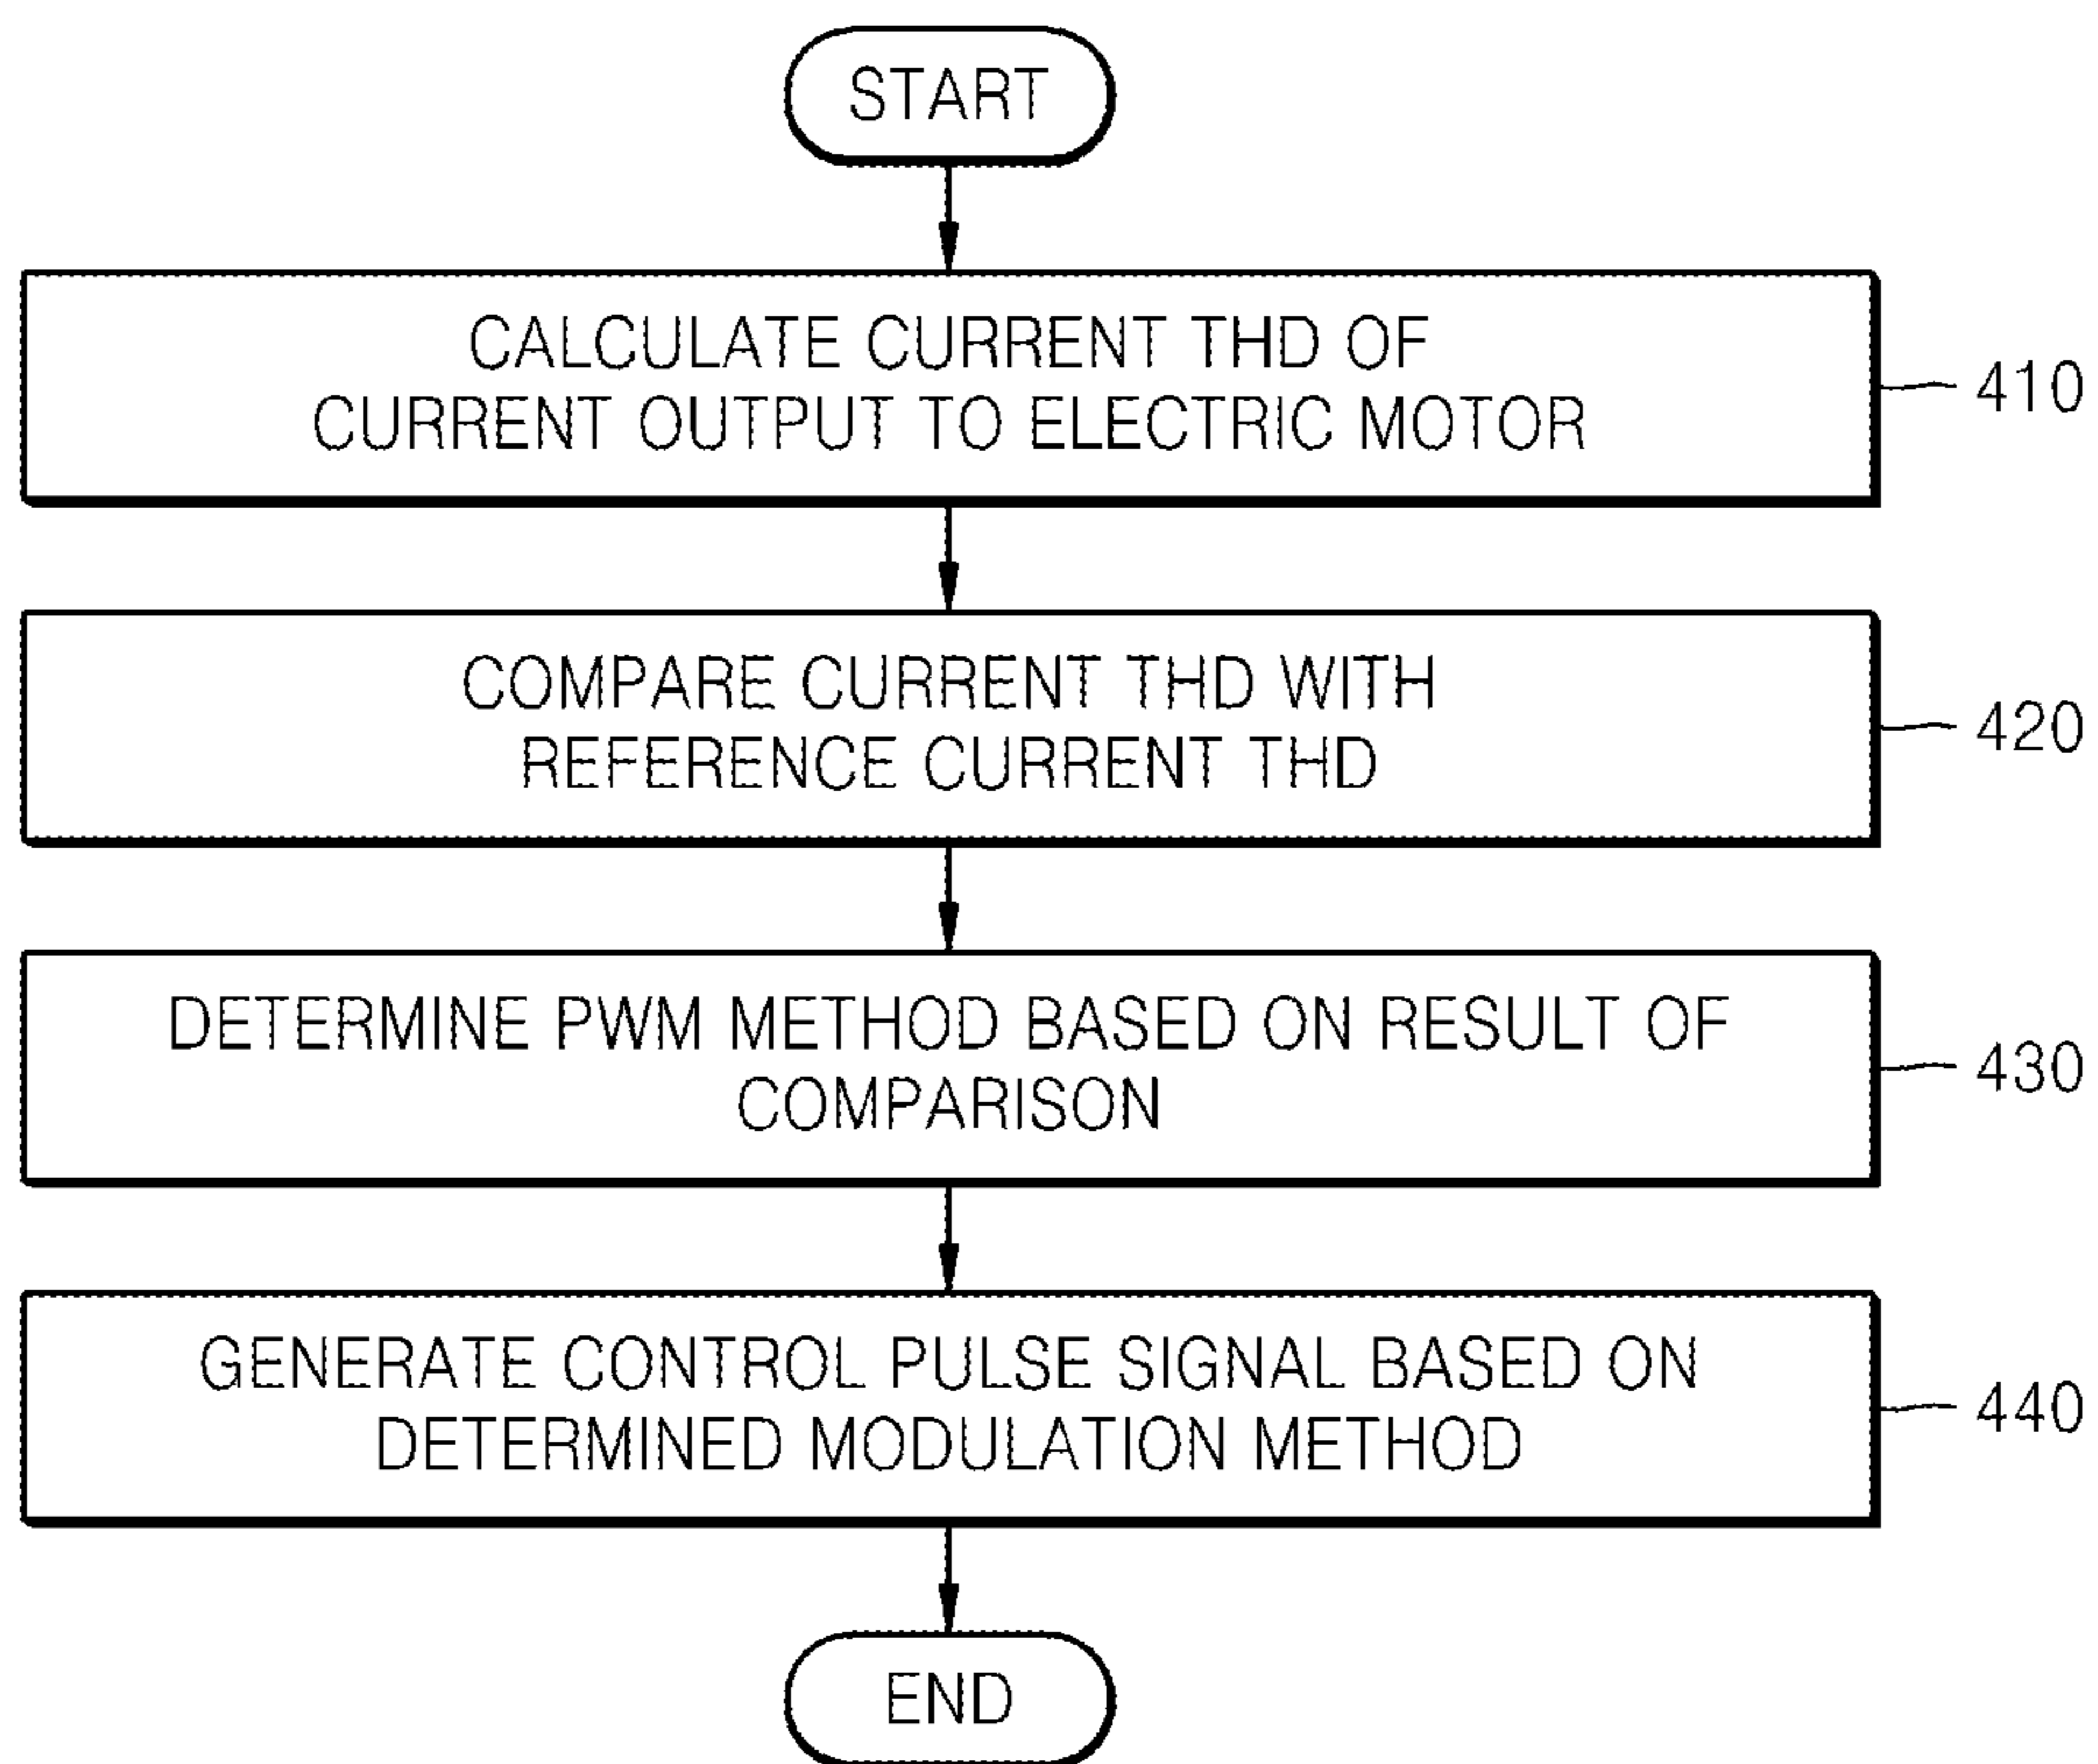 START
CALCULATE CURRENT THD OF
CURRENT OUTPUT TO ELECTRIC MOTOR
410
COMPARE CURRENT THD WITH
REFERENCE CURRENT THD
420
DETERMINE PWM METHOD BASED ON RESULT OF
COMPARISON
430
GENERATE CONTROL PULSE SIGNAL BASED ON
DETERMINED MODULATION METHOD
440
END